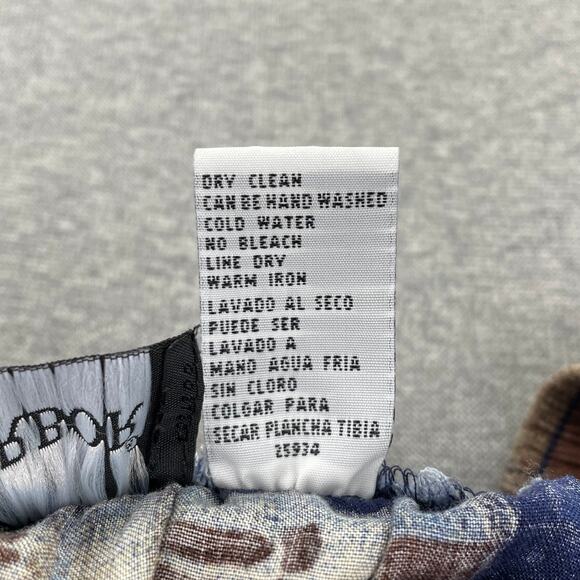 DRY CLEAN
CAN BE HAND WASHED
COLD WATER
NO BLEACH
LINE DRY
WARM IRON
LAVADO AL SECO
PUEDE SER
LAVADO A
MANO AGUA FRIA
SIN CLORO
COLGAR PARA
SECAR PLANCHA TIBIA
25934